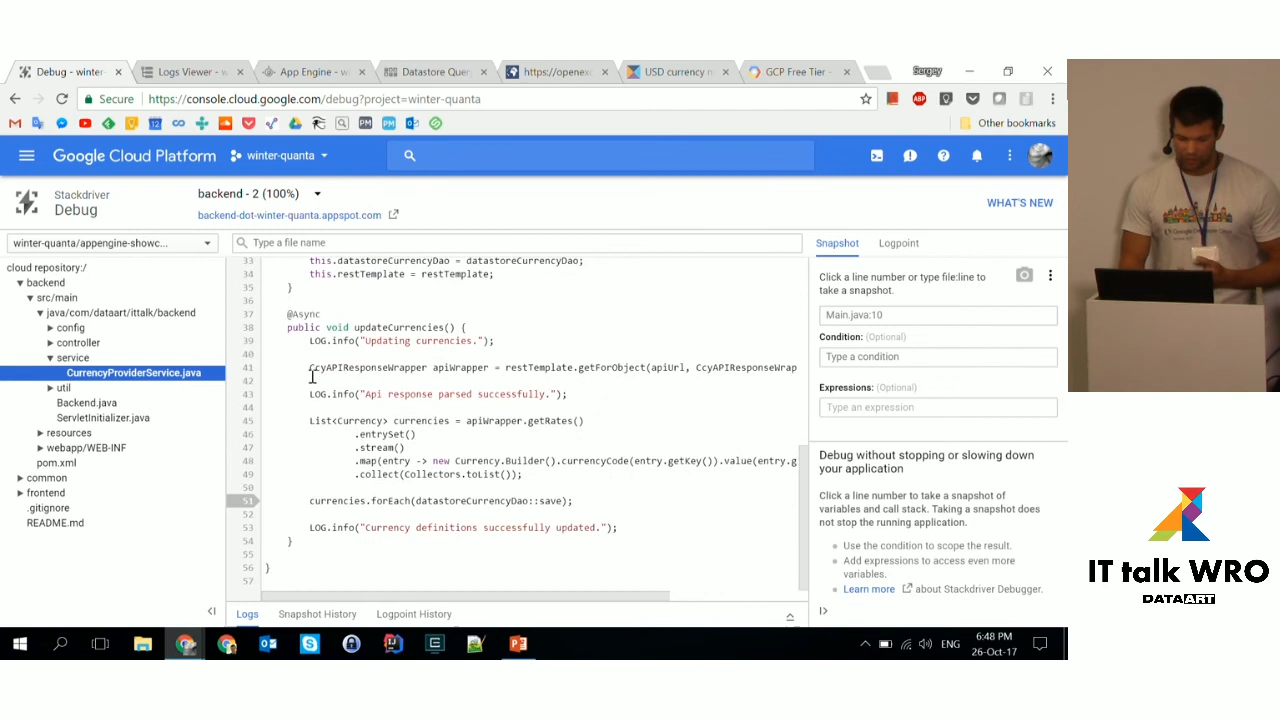 Debug - winter-
Logs Viewer - w
App Engine - w
Datastore Quer
https://openex
USD currency m
GCP Free Tier -
Sergey
Secure
https://console.cloud.google.com/debug?project=winter-quanta
Other bookmarks
Google Cloud Platform
winter-quanta
Stackdriver
Debug
backend - 2 (100%)
backend-dot-winter-quanta.appspot.com
WHAT'S NEW
winter-quanta/appengine-showc...
Type a file name
Snapshot
Logpoint
cloud repository:/
backend
src/main
java/com/dataart/ittalk/backend
config
controller
service
CurrencyProviderService.java
util
Backend.java
ServletInitializer.java
resources
webapp/WEB-INF
pom.xml
common
frontend
.gitignore
README.md
33 this.datastoreCurrencyDao = datastoreCurrencyDao;
34 this.restTemplate = restTemplate;
35 }
36
37 @Async
38 public void updateCurrencies() {
39 LOG.info("Updating currencies.");
40
41 CcyAPIResponseWrapper apiWrapper = restTemplate.getForObject(apiUrl, CcyAPIResponseWrap
42
43 LOG.info("Api response parsed successfully.");
44
45 List<Currency> currencies = apiWrapper.getRates()
46 .entrySet()
47 .stream()
48 .map(entry -> new Currency.Builder().currencyCode(entry.getKey()).value(entry.g
49 .collect(Collectors.toList());
50
51 currencies.forEach(datastoreCurrencyDao::save);
52
53 LOG.info("Currency definitions successfully updated.");
54 }
55
56 }
57
Click a line number or type file:line to
take a snapshot.
Main.java:10
Condition: (Optional)
Type a condition
Expressions: (Optional)
Type an expression
Debug without stopping or slowing down
your application
Click a line number to take a snapshot of
variables and call stack. Taking a snapshot does
not stop the running application.
Use the condition to scope the result.
Add expressions to access even more
variables.
Learn more about Stackdriver Debugger.
Logs
Snapshot History
Logpoint History
ENG
6:48 PM
26-Oct-17
IT talk WRO
DATAART